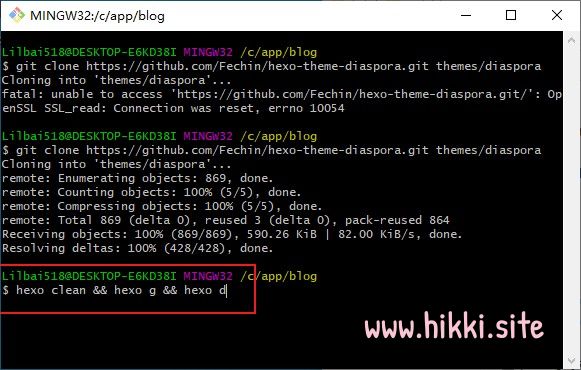 MINGW32:/c/app/blog
Lilbai518@DESKTOP-E6KD38I MINGW32 /c/app/blog
$ git clone https://github.com/Fechin/hexo-theme-diaspora.git themes/diaspora
Cloning into 'themes/diaspora'...
fatal: unable to access 'https://github.com/Fechin/hexo-theme-diaspora.git/': Op
enSSL SSL_read: Connection was reset, errno 10054
Lilbai518@DESKTOP-E6KD38I MINGW32 /c/app/blog
$ git clone https://github.com/Fechin/hexo-theme-diaspora.git themes/diaspora
Cloning into 'themes/diaspora'...
remote: Enumerating objects: 869, done.
remote: Counting objects: 100% (5/5), done.
remote: Compressing objects: 100% (5/5), done.
remote: Total 869 (delta 0), reused 3 (delta 0), pack-reused 864
Receiving objects: 100% (869/869), 590.26 KiB | 82.00 KiB/s, done.
Resolving deltas: 100% (428/428), done.
Lilbai518@DESKTOP-E6KD38I MINGW32 /c/app/blog
$ hexo clean && hexo g && hexo d
www.hikki.site